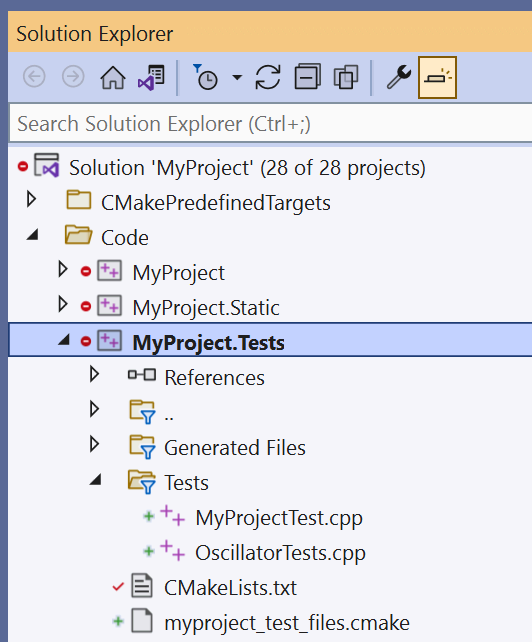 Solution Explorer
Search Solution Explorer (Ctrl+;)
Solution 'MyProject' (28 of 28 projects)
CMakePredefinedTargets
Code
MyProject
MyProject.Static
MyProject.Tests
References
..
Generated Files
Tests
MyProjectTest.cpp
OscillatorTests.cpp
CMakeLists.txt
myproject_test_files.cmake